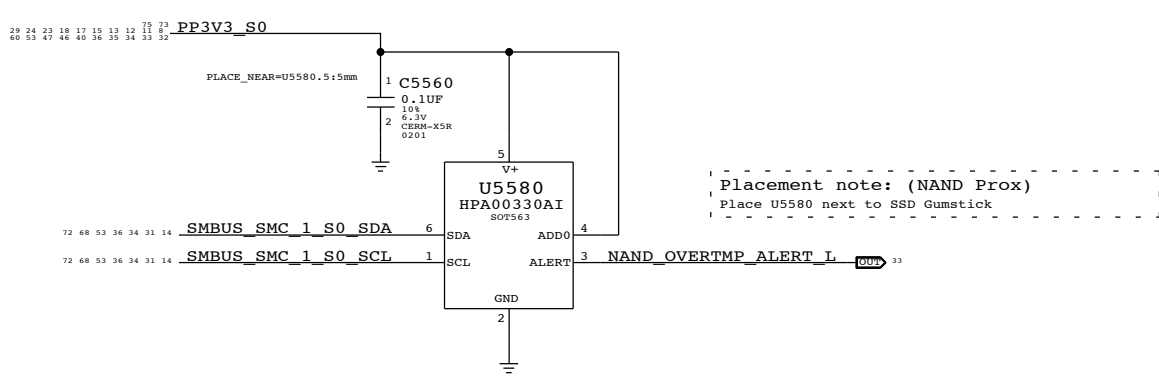 75 73
29 24 23 18 17 15 13 12 11 8 PP3V3_S0
60 53 47 46 40 36 35 34 33 32
PLACE_NEAR=U5580.5:5mm
1 C5560
0.1UF
10%
6.3V
2 CERM-X5R
0201
5
V+
U5580
HPA00330AI
SOT563
Placement note: (NAND Prox)
Place U5580 next to SSD Gumstick
72 68 53 36 34 31 14 SMBUS_SMC_1_S0_SDA 6 SDA ADD0 4
72 68 53 36 34 31 14 SMBUS_SMC_1_S0_SCL 1 SCL ALERT 3 NAND_OVERTMP_ALERT_L OUT 33
GND
2